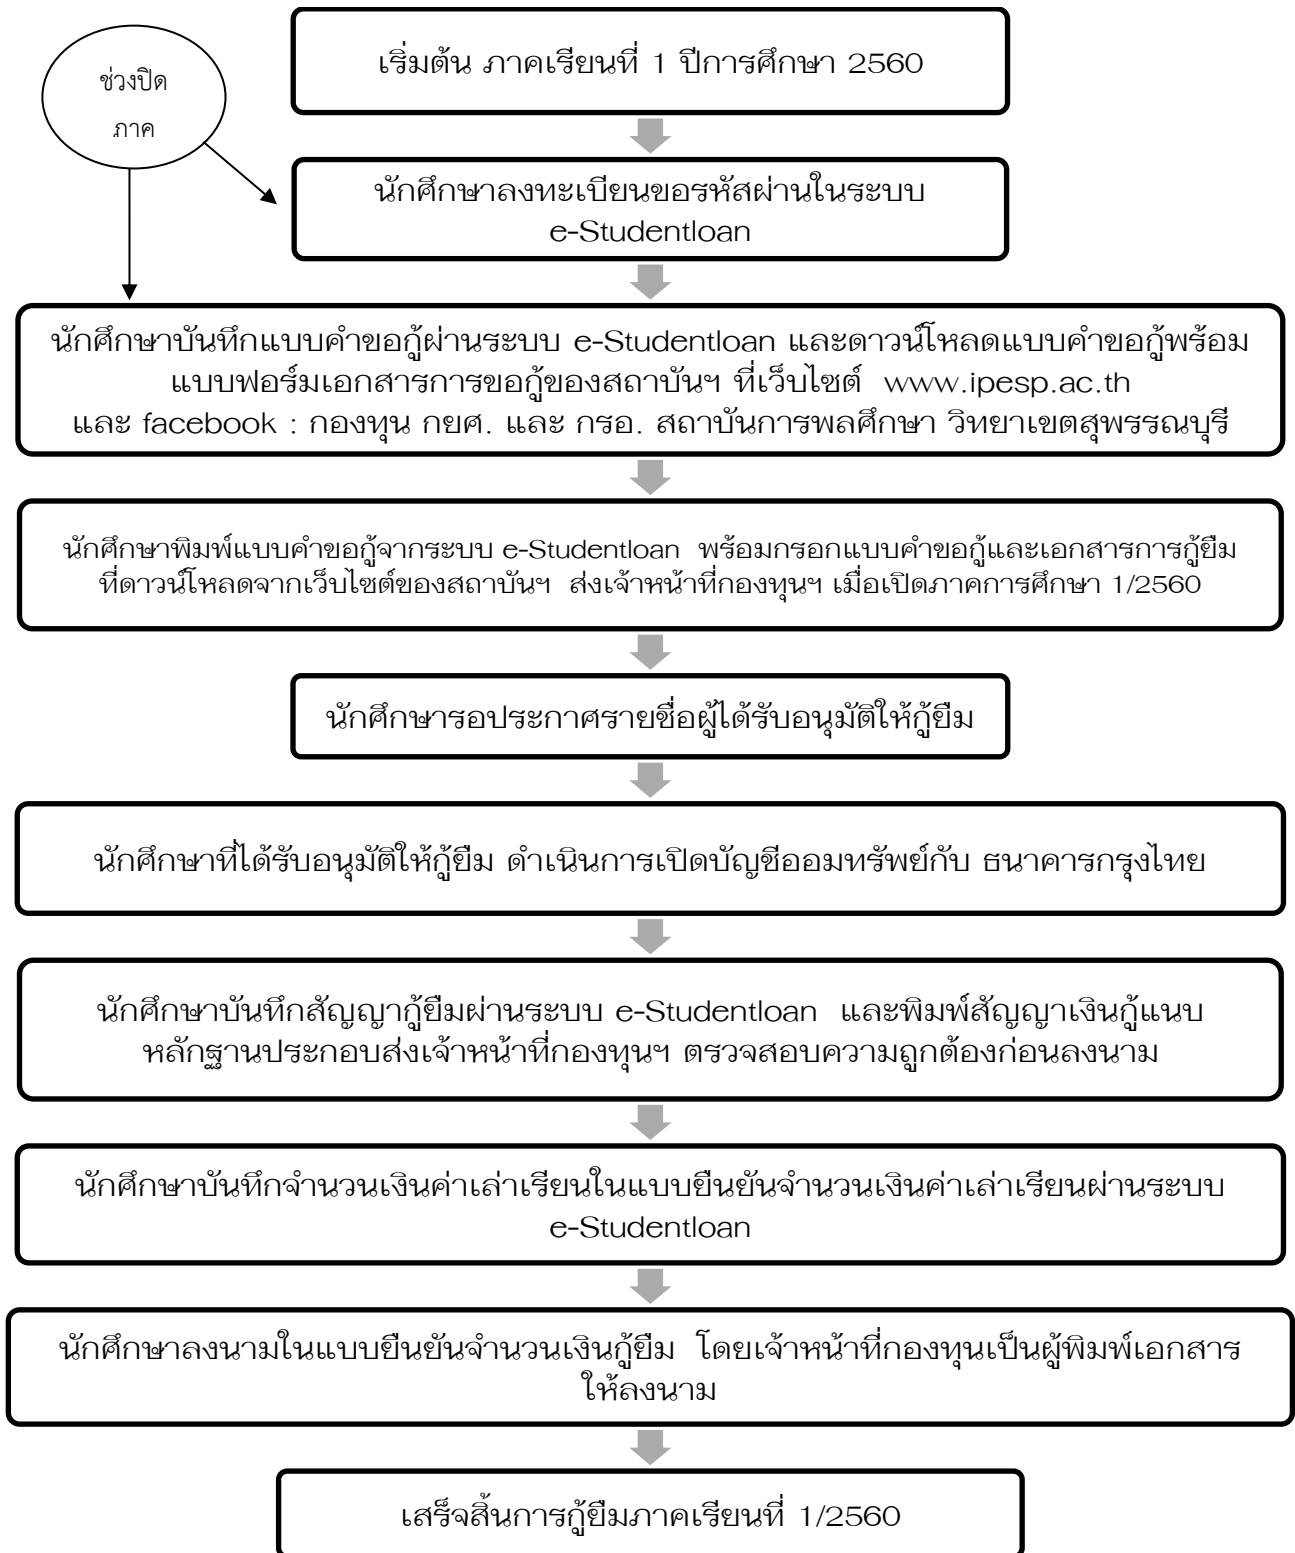 เริ่มต้น ภาคเรียนที่ 1 ปีการศึกษา 2560
ช่วงปิด
ภาค
นักศึกษาลงทะเบียนขอรหัสผ่านในระบบ
e-Studentloan
นักศึกษาบันทึกแบบคำขอกู้ผ่านระบบ e-Studentloan และดาวน์โหลดแบบคำขอกู้พร้อม
แบบฟอร์มเอกสารการขอกู้ของสถาบันฯ ที่เว็บไซต์ www.ipesp.ac.th
และ facebook : กองทุน กยศ. และ กรอ. สถาบันการพลศึกษา วิทยาเขตสุพรรณบุรี
นักศึกษาพิมพ์แบบคำขอกู้จากระบบ e-Studentloan พร้อมกรอกแบบคำขอกู้และเอกสารการกู้ยืม
ที่ดาวน์โหลดจากเว็บไซต์ของสถาบันฯ ส่งเจ้าหน้าที่กองทุนฯ เมื่อเปิดภาคการศึกษา 1/2560
นักศึกษารอประกาศรายชื่อผู้ได้รับอนุมัติให้กู้ยืม
นักศึกษาที่ได้รับอนุมัติให้กู้ยืม ดำเนินการเปิดบัญชีออมทรัพย์กับ ธนาคารกรุงไทย
นักศึกษาบันทึกสัญญากู้ยืมผ่านระบบ e-Studentloan และพิมพ์สัญญาเงินกู้แนบ
หลักฐานประกอบส่งเจ้าหน้าที่กองทุนฯ ตรวจสอบความถูกต้องก่อนลงนาม
นักศึกษาบันทึกจำนวนเงินค่าเล่าเรียนในแบบยืนยันจำนวนเงินค่าเล่าเรียนผ่านระบบ
e-Studentloan
นักศึกษาลงนามในแบบยืนยันจำนวนเงินกู้ยืม โดยเจ้าหน้าที่กองทุนเป็นผู้พิมพ์เอกสาร
ให้ลงนาม
เสร็จสิ้นการกู้ยืมภาคเรียนที่ 1/2560